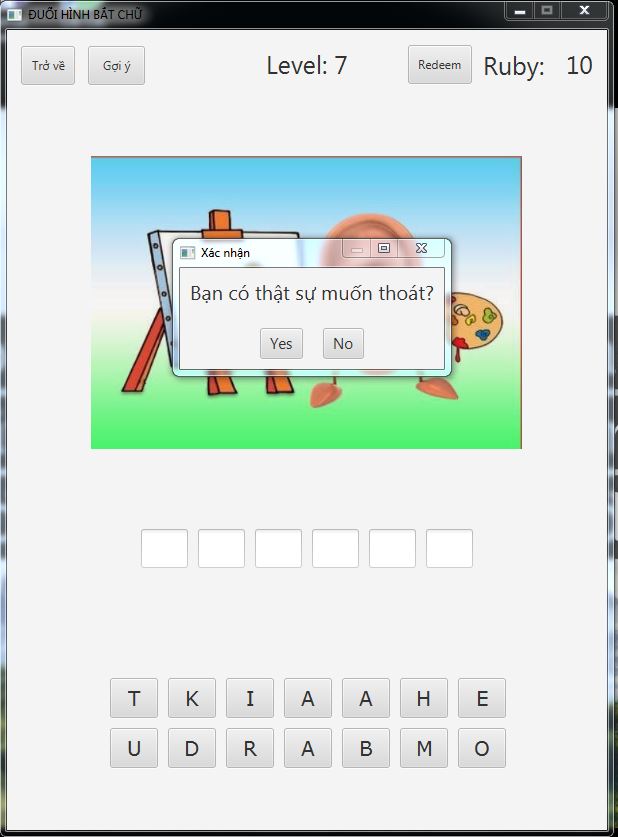 ĐUỔI HÌNH BẮT CHỮ
Trở về Gợi ý Level: 7 Redeem Ruby: 10
Xác nhận
Bạn có thật sự muốn thoát?
Yes No
T K I A A H E
U D R A B M O